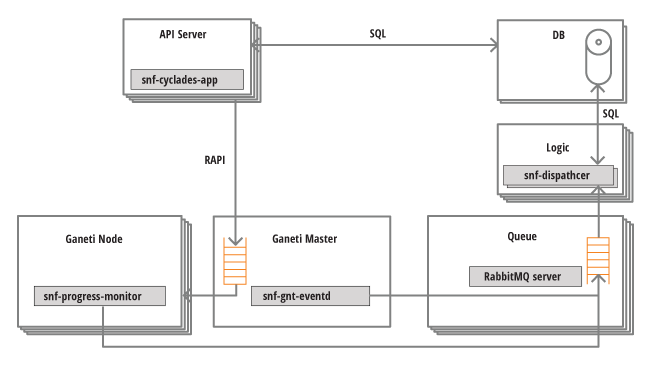 API Server
SQL
DB
snf-cyclades-app
SQL
Logic
RAPI
snf-dispathcer
Ganeti Node
Ganeti Master
Queue
RabbitMQ server
snf-progress-monitor
snf-gnt-eventd